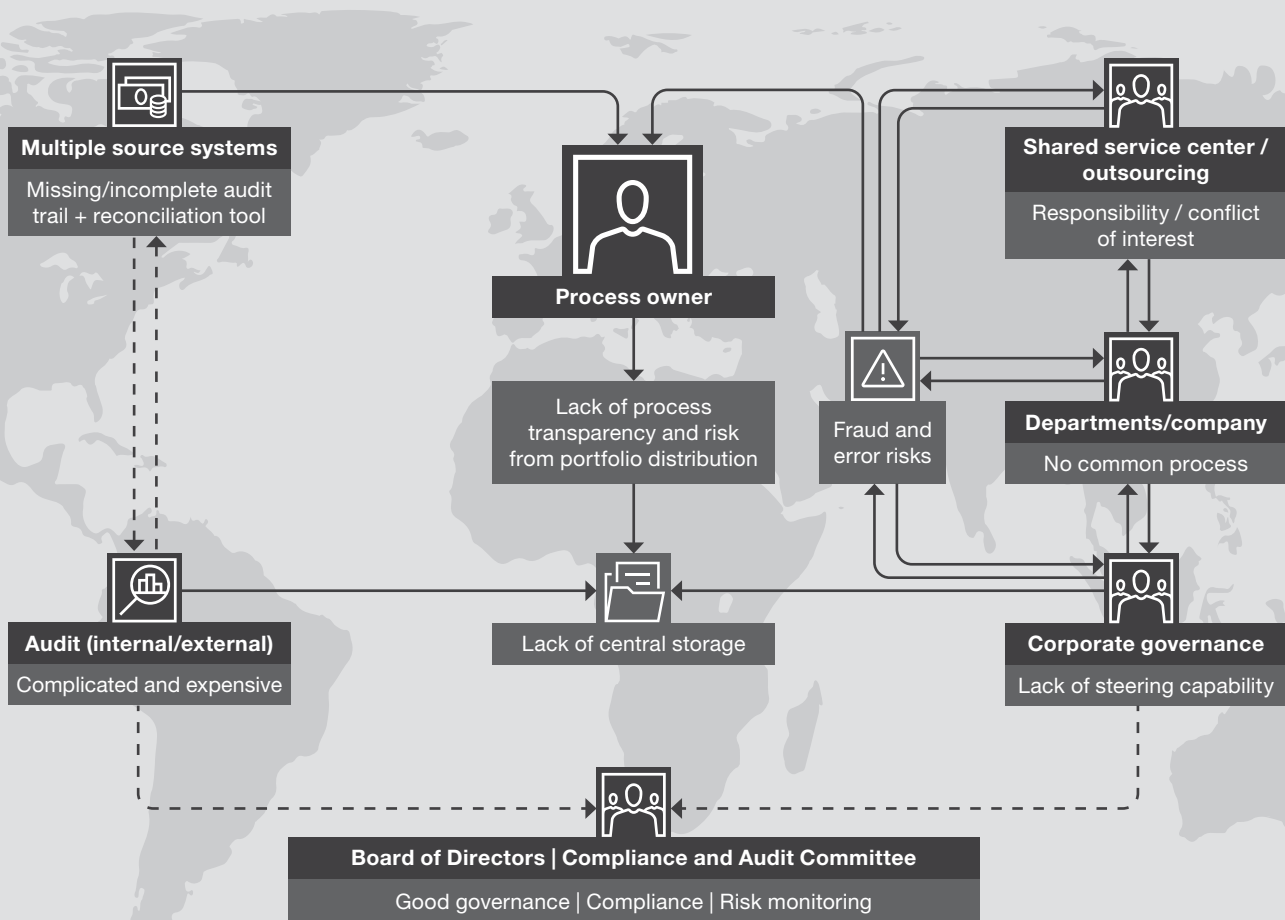 Multiple source systems
Missing/incomplete audit
trail + reconciliation tool
Process owner
Lack of process
transparency and risk
from portfolio distribution
Fraud and
error risks
Shared service center /
outsourcing
Responsibility / conflict
of interest
Departments/company
No common process
Audit (internal/external)
Complicated and expensive
Lack of central storage
Corporate governance
Lack of steering capability
Board of Directors | Compliance and Audit Committee
Good governance | Compliance | Risk monitoring